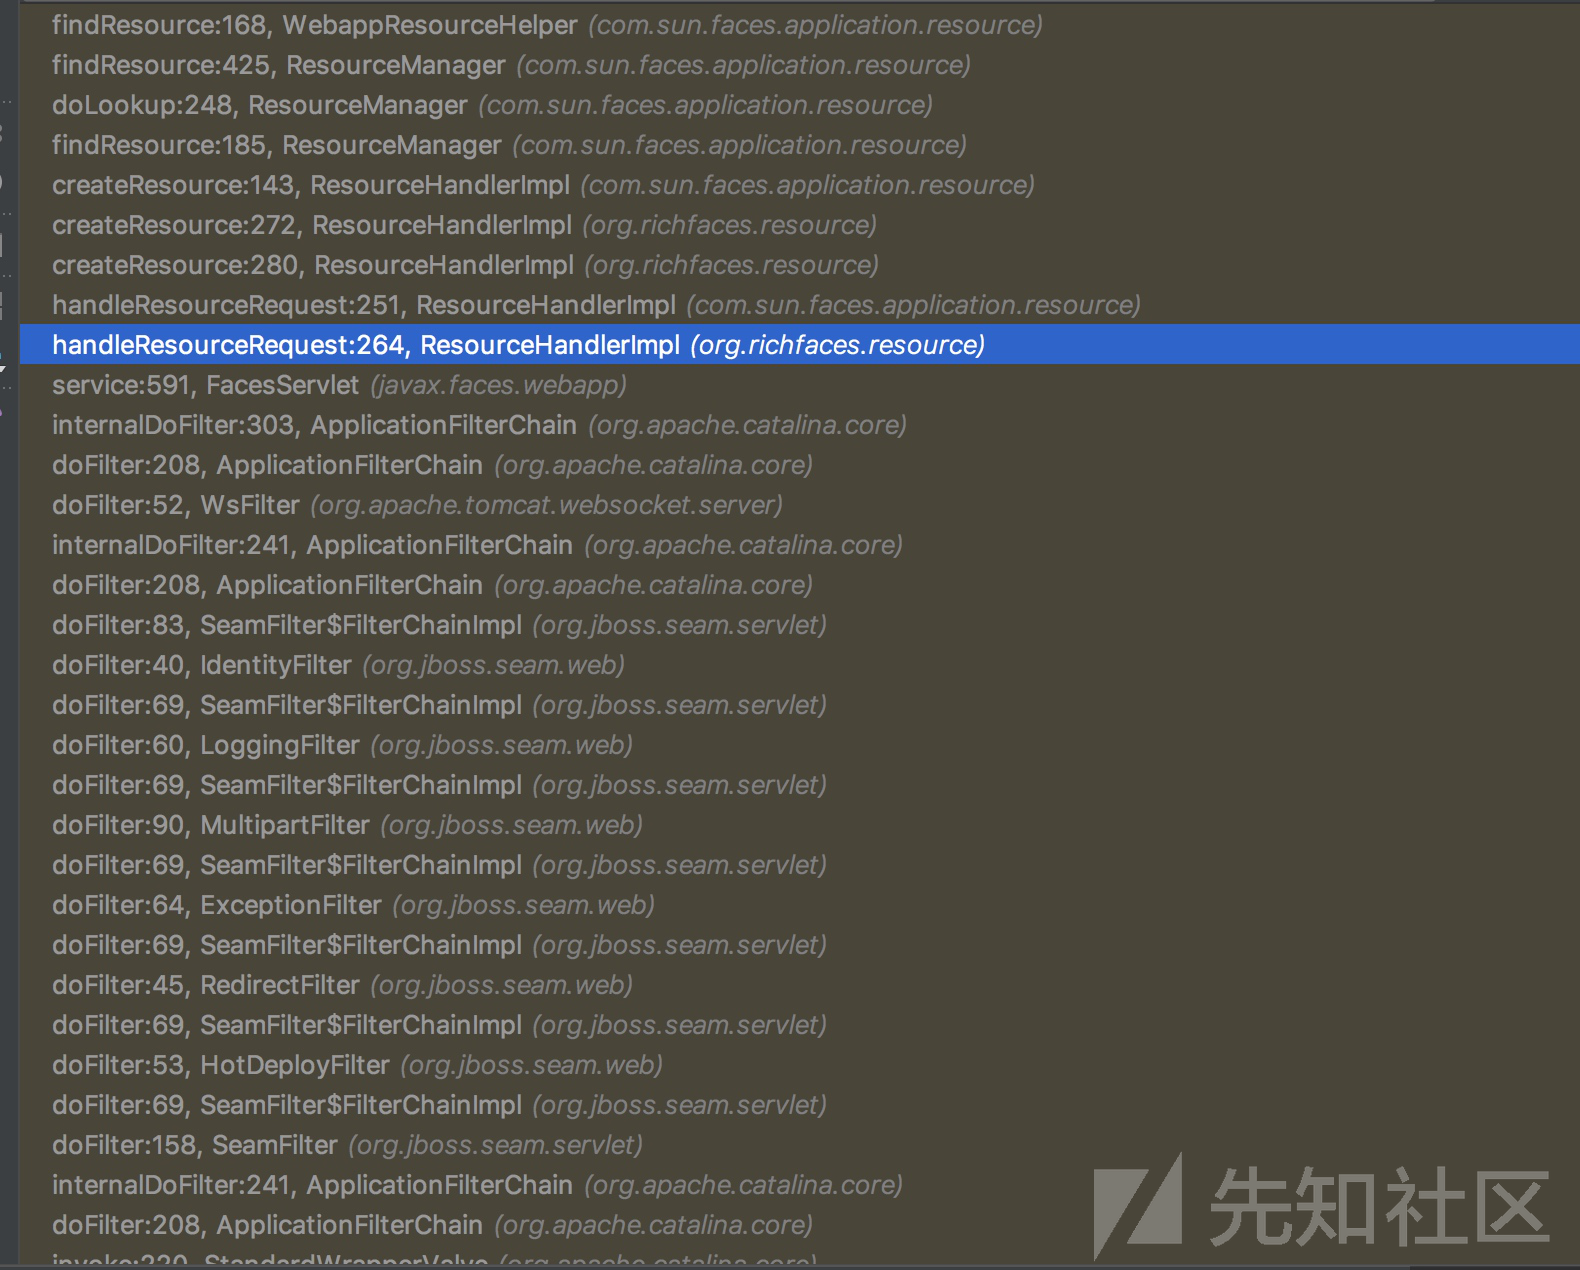 findResource:168, WebappResourceHelper (com.sun.faces.application.resource)
findResource:425, ResourceManager (com.sun.faces.application.resource)
doLookup:248, ResourceManager (com.sun.faces.application.resource)
findResource:185, ResourceManager (com.sun.faces.application.resource)
createResource:143, ResourceHandlerImpl (com.sun.faces.application.resource)
createResource:272, ResourceHandlerImpl (org.richfaces.resource)
createResource:280, ResourceHandlerImpl (org.richfaces.resource)
handleResourceRequest:251, ResourceHandlerImpl (com.sun.faces.application.resource)
handleResourceRequest:264, ResourceHandlerImpl (org.richfaces.resource)
service:591, FacesServlet (javax.faces.webapp)
internalDoFilter:303, ApplicationFilterChain (org.apache.catalina.core)
doFilter:208, ApplicationFilterChain (org.apache.catalina.core)
doFilter:52, WsFilter (org.apache.tomcat.websocket.server)
internalDoFilter:241, ApplicationFilterChain (org.apache.catalina.core)
doFilter:208, ApplicationFilterChain (org.apache.catalina.core)
doFilter:83, SeamFilter$FilterChainImpl (org.jboss.seam.servlet)
doFilter:40, IdentityFilter (org.jboss.seam.web)
doFilter:69, SeamFilter$FilterChainImpl (org.jboss.seam.servlet)
doFilter:60, LoggingFilter (org.jboss.seam.web)
doFilter:69, SeamFilter$FilterChainImpl (org.jboss.seam.servlet)
doFilter:90, MultipartFilter (org.jboss.seam.web)
doFilter:69, SeamFilter$FilterChainImpl (org.jboss.seam.servlet)
doFilter:64, ExceptionFilter (org.jboss.seam.web)
doFilter:69, SeamFilter$FilterChainImpl (org.jboss.seam.servlet)
doFilter:45, RedirectFilter (org.jboss.seam.web)
doFilter:69, SeamFilter$FilterChainImpl (org.jboss.seam.servlet)
doFilter:53, HotDeployFilter (org.jboss.seam.web)
doFilter:69, SeamFilter$FilterChainImpl (org.jboss.seam.servlet)
doFilter:158, SeamFilter (org.jboss.seam.servlet)
internalDoFilter:241, ApplicationFilterChain (org.apache.catalina.core)
doFilter:208, ApplicationFilterChain (org.apache.catalina.core)
invoke:220, StandardWrapperValve (org.apache.catalina.core)
先知社区